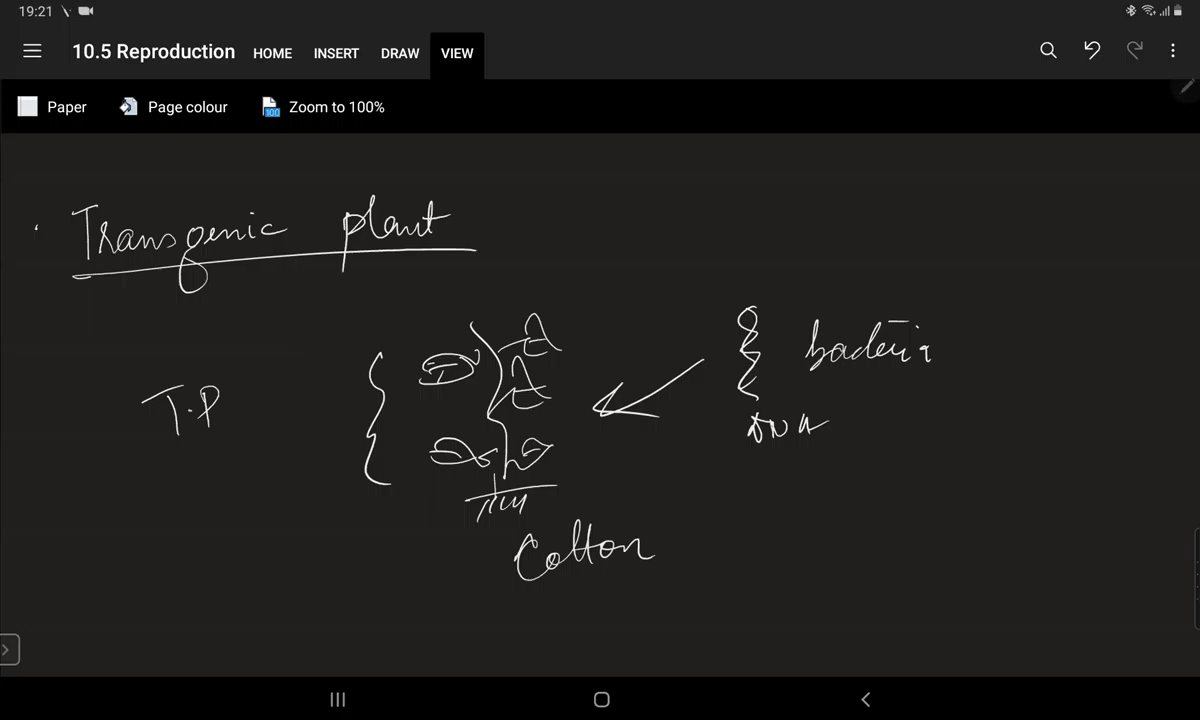 19:21
10.5 Reproduction HOME INSERT DRAW VIEW
Paper Page colour Zoom to 100%
Transgenic plant
bacteria
T.P
DNA
Cotton